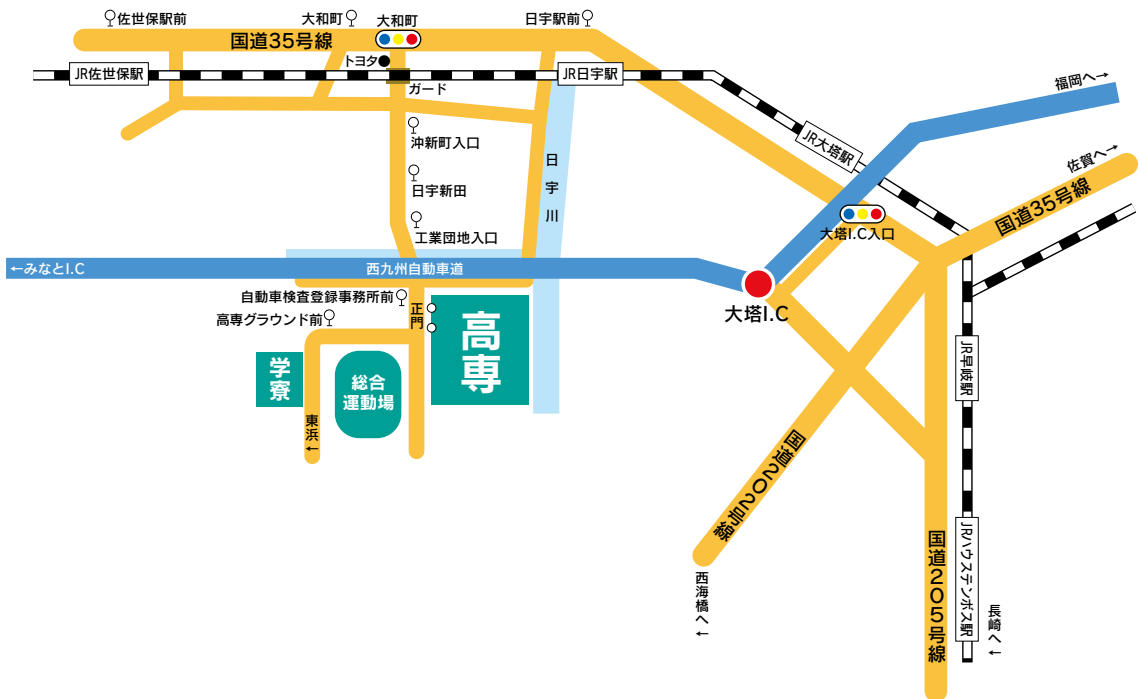 佐世保駅前
大和町
大和町
日宇駅前
国道35号線
トヨタ
JR佐世保駅
JR日宇駅
ガード
福岡へ→
沖新町入口
JR大塔駅
佐賀へ→
日宇川
日宇新田
国道35号線
工業団地入口
大塔I.C入口
←みなとI.C
西九州自動車道
自動車検査登録事務所前
高専グラウンド前
正門
高専
大塔I.C
学寮
総合
運動場
JR早岐駅
東浜←
国道202号線
国道205号線
JRハウステンボス駅
西海橋へ←
長崎へ←